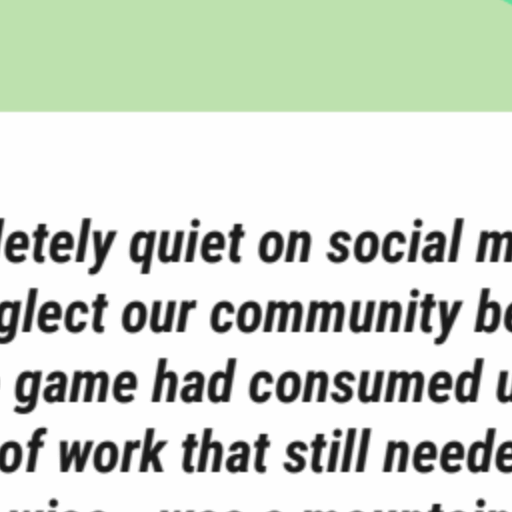 letely quiet on social m
glect our community be
game had consumed u
of work that still neede